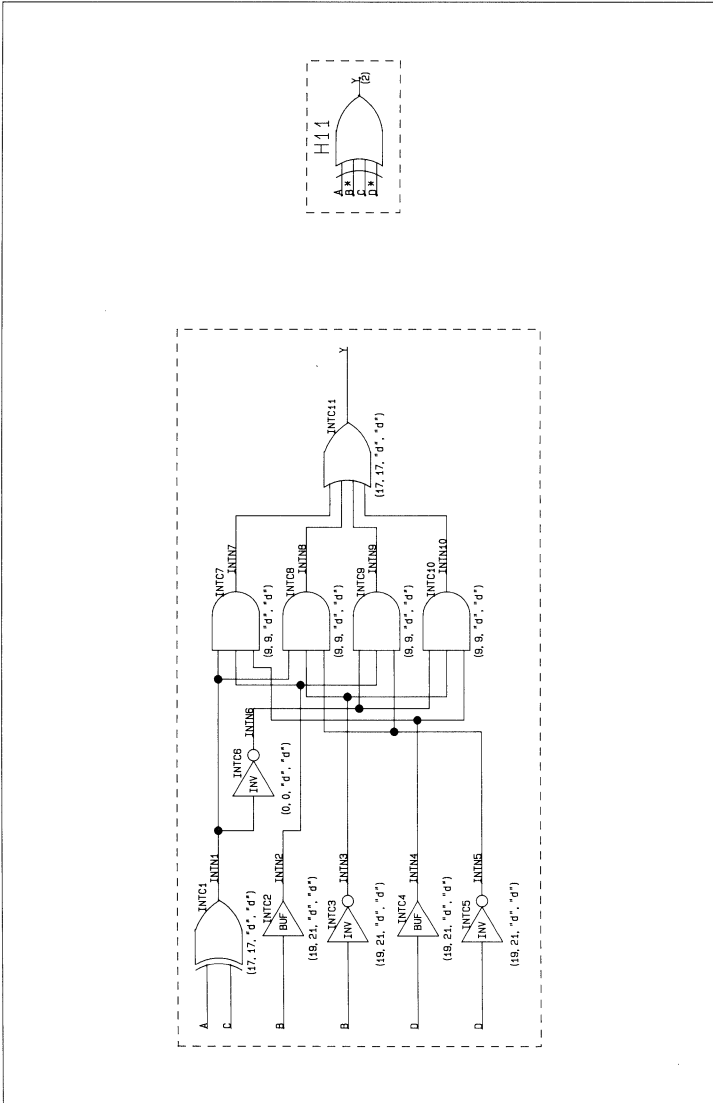 H11
A
B*
C
D*
Y
(2)
A
C
INTC1
INTN1
(17, 17, "d", "d")
B
INTC2
BUF
INTN2
(19, 21, "d", "d")
B
INTC3
INV
INTN3
(19, 21, "d", "d")
D
INTC4
BUF
INTN4
(19, 21, "d", "d")
D
INTC5
INV
INTN5
(19, 21, "d", "d")
INTC6
INV
INTN6
(0, 0, "d", "d")
INTC7
INTN7
(9, 9, "d", "d")
INTC8
INTN8
(9, 9, "d", "d")
INTC9
INTN9
(9, 9, "d", "d")
INTC10
INTN10
(9, 9, "d", "d")
INTC11
(17, 17, "d", "d")
Y